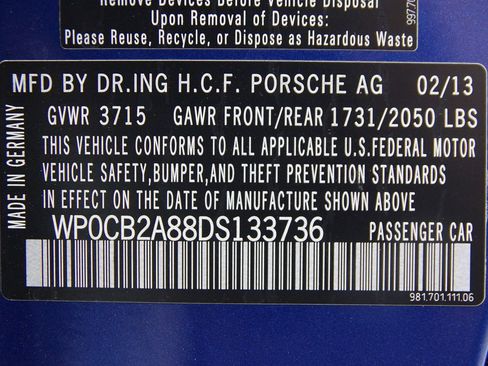 Remove Devices Before Vehicle Disposal
Upon Removal of Devices:
Please Reuse, Recycle, or Dispose as Hazardous Waste
MFD BY DR.ING H.C.F. PORSCHE AG 02/13
GVWR 3715 GAWR FRONT/REAR 1731/2050 LBS
THIS VEHICLE CONFORMS TO ALL APPLICABLE U.S.FEDERAL MOTOR
VEHICLE SAFETY,BUMPER,AND THEFT PREVENTION STANDARDS
IN EFFECT ON THE DATE OF MANUFACTURE SHOWN ABOVE
WP0CB2A88DS133736 PASSENGER CAR
MADE IN GERMANY
981.701.111.06